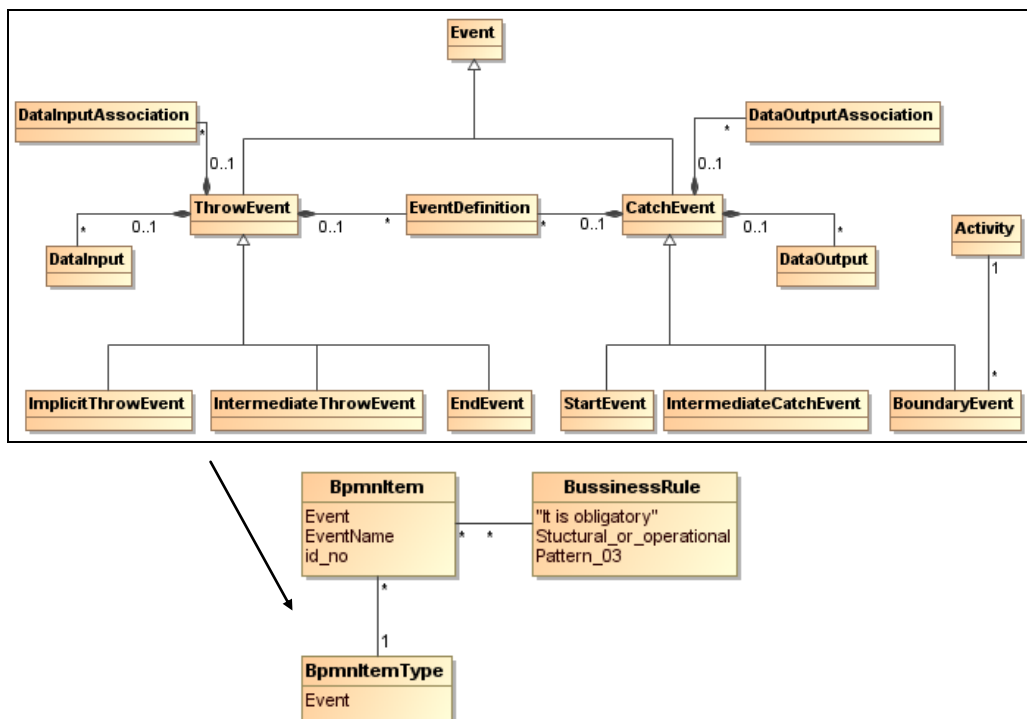 Event
DataInputAssociation
DataOutputAssociation
*
*
0..1
0..1
ThrowEvent
EventDefinition
CatchEvent
0..1
0..1
*
*
0..1
0..1
*
*
DataInput
DataOutput
Activity
1
*
ImplicitThrowEvent
IntermediateThrowEvent
EndEvent
StartEvent
IntermediateCatchEvent
BoundaryEvent
BpmnItem
Event
EventName
id_no
*
*
BussinessRule
"It is obligatory"
Stuctural_or_operational
Pattern_03
*
1
BpmnItemType
Event